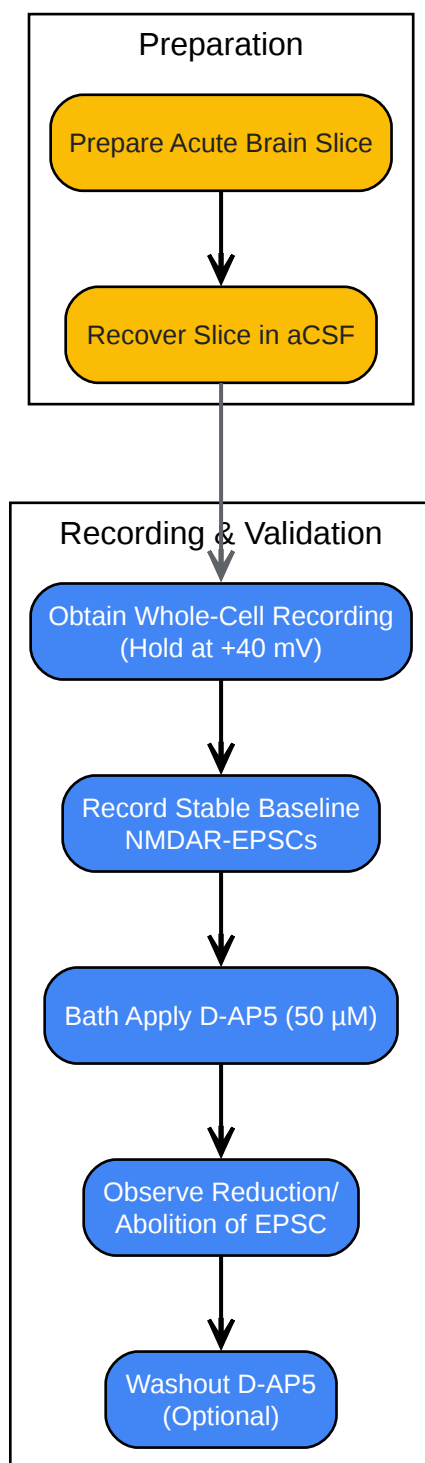 Preparation
Prepare Acute Brain Slice
Recover Slice in aCSF
Recording & Validation
Obtain Whole-Cell Recording
(Hold at +40 mV)
Record Stable Baseline
NMDAR-EPSCs
Bath Apply D-AP5 (50 µM)
Observe Reduction/
Abolition of EPSC
Washout D-AP5
(Optional)